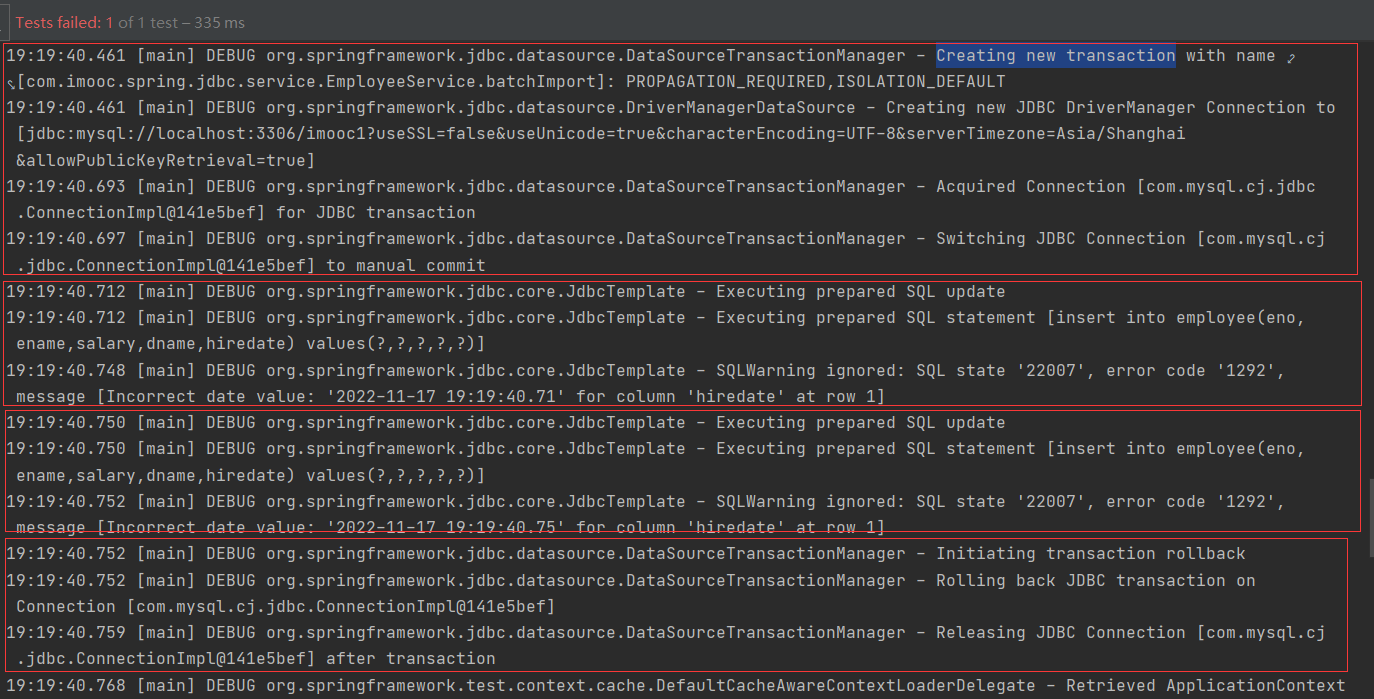 Tests failed: 1 of 1 test – 335 ms
19:19:40.461 [main] DEBUG org.springframework.jdbc.datasource.DataSourceTransactionManager - Creating new transaction with name
[com.imooc.spring.jdbc.service.EmployeeService.batchImport]: PROPAGATION_REQUIRED,ISOLATION_DEFAULT
19:19:40.461 [main] DEBUG org.springframework.jdbc.datasource.DriverManagerDataSource - Creating new JDBC DriverManager Connection to
[jdbc:mysql://localhost:3306/imooc1?useSSL=false&useUnicode=true&characterEncoding=UTF-8&serverTimezone=Asia/Shanghai
&allowPublicKeyRetrieval=true]
19:19:40.693 [main] DEBUG org.springframework.jdbc.datasource.DataSourceTransactionManager - Acquired Connection [com.mysql.cj.jdbc
.ConnectionImpl@141e5bef] for JDBC transaction
19:19:40.697 [main] DEBUG org.springframework.jdbc.datasource.DataSourceTransactionManager - Switching JDBC Connection [com.mysql.cj
.jdbc.ConnectionImpl@141e5bef] to manual commit
19:19:40.712 [main] DEBUG org.springframework.jdbc.core.JdbcTemplate - Executing prepared SQL update
19:19:40.712 [main] DEBUG org.springframework.jdbc.core.JdbcTemplate - Executing prepared SQL statement [insert into employee(eno,
ename,salary,dname,hiredate) values(?,?,?,?,?)]
19:19:40.748 [main] DEBUG org.springframework.jdbc.core.JdbcTemplate - SQLWarning ignored: SQL state '22007', error code '1292',
message [Incorrect date value: '2022-11-17 19:19:40.71' for column 'hiredate' at row 1]
19:19:40.750 [main] DEBUG org.springframework.jdbc.core.JdbcTemplate - Executing prepared SQL update
19:19:40.750 [main] DEBUG org.springframework.jdbc.core.JdbcTemplate - Executing prepared SQL statement [insert into employee(eno,
ename,salary,dname,hiredate) values(?,?,?,?,?)]
19:19:40.752 [main] DEBUG org.springframework.jdbc.core.JdbcTemplate - SQLWarning ignored: SQL state '22007', error code '1292',
message [Incorrect date value: '2022-11-17 19:19:40.75' for column 'hiredate' at row 1]
19:19:40.752 [main] DEBUG org.springframework.jdbc.datasource.DataSourceTransactionManager - Initiating transaction rollback
19:19:40.752 [main] DEBUG org.springframework.jdbc.datasource.DataSourceTransactionManager - Rolling back JDBC transaction on
Connection [com.mysql.cj.jdbc.ConnectionImpl@141e5bef]
19:19:40.759 [main] DEBUG org.springframework.jdbc.datasource.DataSourceTransactionManager - Releasing JDBC Connection [com.mysql.cj
.jdbc.ConnectionImpl@141e5bef] after transaction
19:19:40.768 [main] DEBUG org.springframework.test.context.cache.DefaultCacheAwareContextLoaderDelegate - Retrieved ApplicationContext